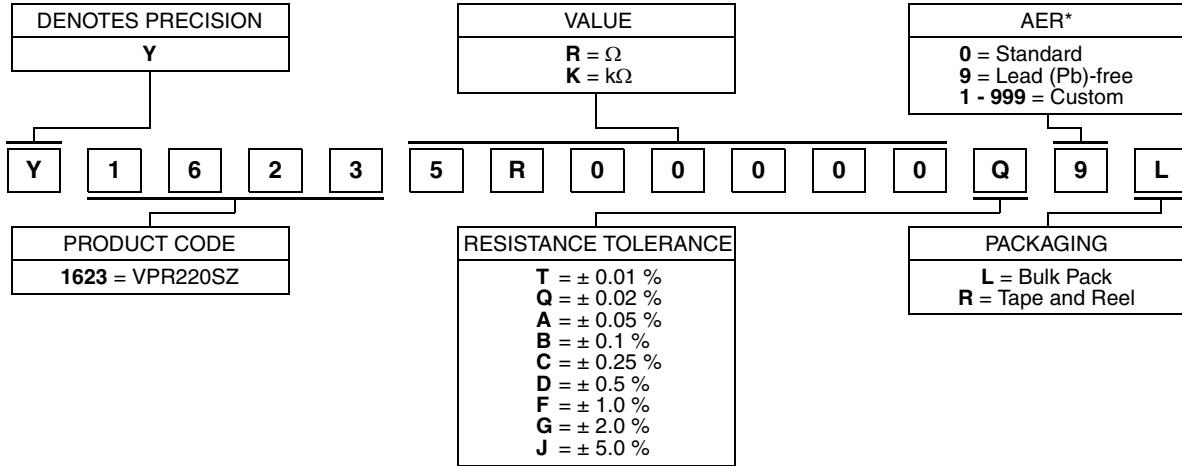 DENOTES PRECISION
Y
VALUE
R = Ω
K = kΩ
AER*
0 = Standard
9 = Lead (Pb)-free
1 - 999 = Custom
Y 1 6 2 3 5 R 0 0 0 0 0 Q 9 L
PRODUCT CODE
1623 = VPR220SZ
RESISTANCE TOLERANCE
T = ± 0.01 %
Q = ± 0.02 %
A = ± 0.05 %
B = ± 0.1 %
C = ± 0.25 %
D = ± 0.5 %
F = ± 1.0 %
G = ± 2.0 %
J = ± 5.0 %
PACKAGING
L = Bulk Pack
R = Tape and Reel